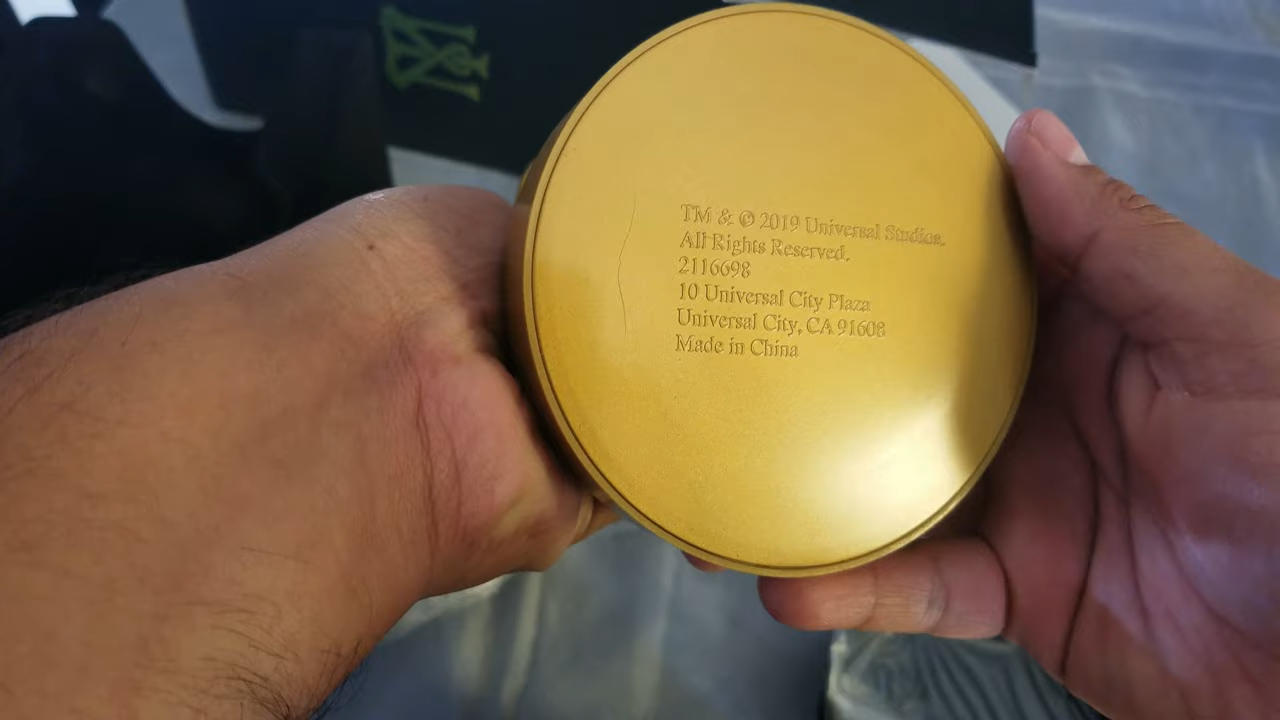 TM & © 2019 Universal Studios.
All Rights Reserved.
2116698
10 Universal City Plaza
Universal City, CA 91608
Made in China